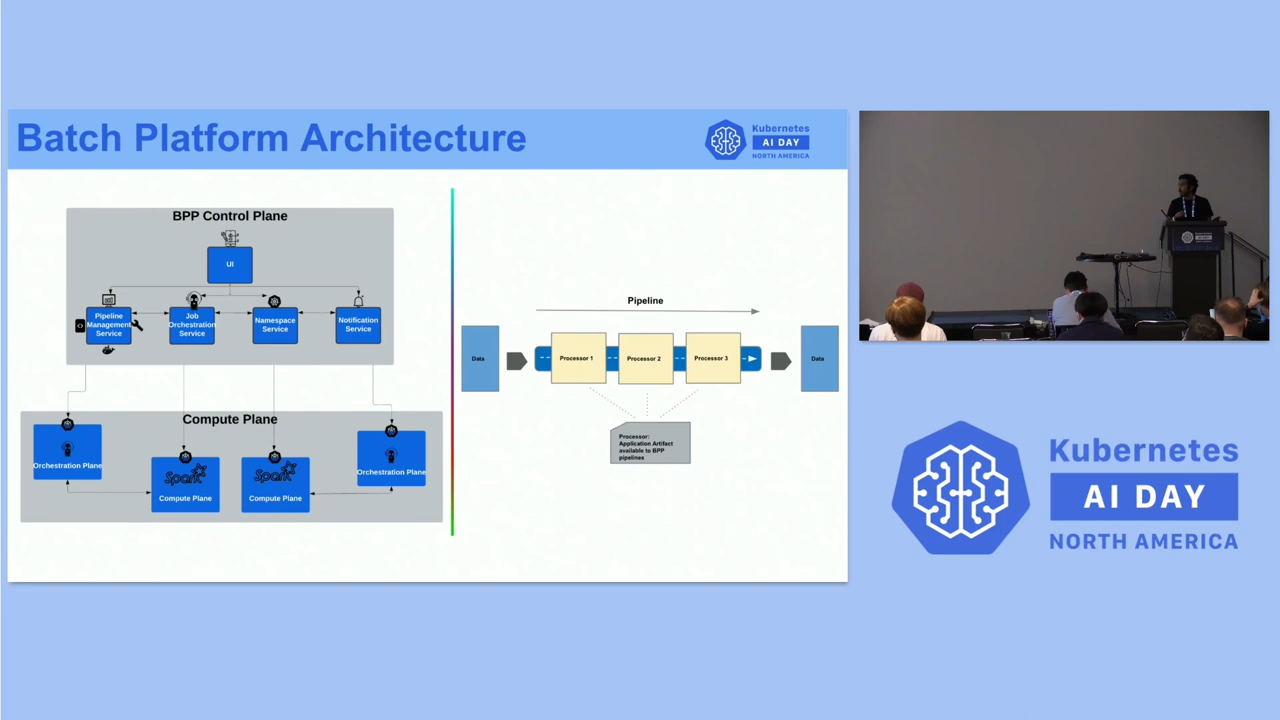 Batch Platform Architecture
Kubernetes
AI DAY
NORTH AMERICA
BPP Control Plane
UI
Pipeline
Management
Service
Job
Orchestration
Service
Namespace
Service
Notification
Service
Compute Plane
Orchestration Plane
Spark
Compute Plane
Spark
Compute Plane
Orchestration Plane
Pipeline
Data
Processor 1
Processor 2
Processor 3
Data
Processor:
Application Artifact
available to BPP
pipelines
Kubernetes
AI DAY
NORTH AMERICA